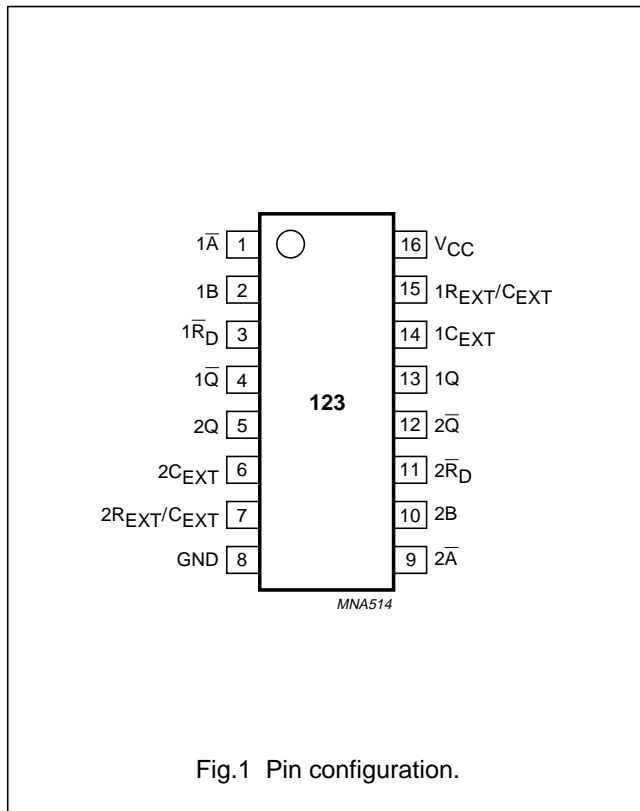 1A̅ 1 16 VCC
1B 2 15 1REXT/CEXT
1R̅D 3 14 1CEXT
1Q̅ 4 13 1Q
123
2Q 5 12 2Q̅
2CEXT 6 11 2R̅D
2REXT/CEXT 7 10 2B
GND 8 9 2A̅
MNA514
Fig.1 Pin configuration.